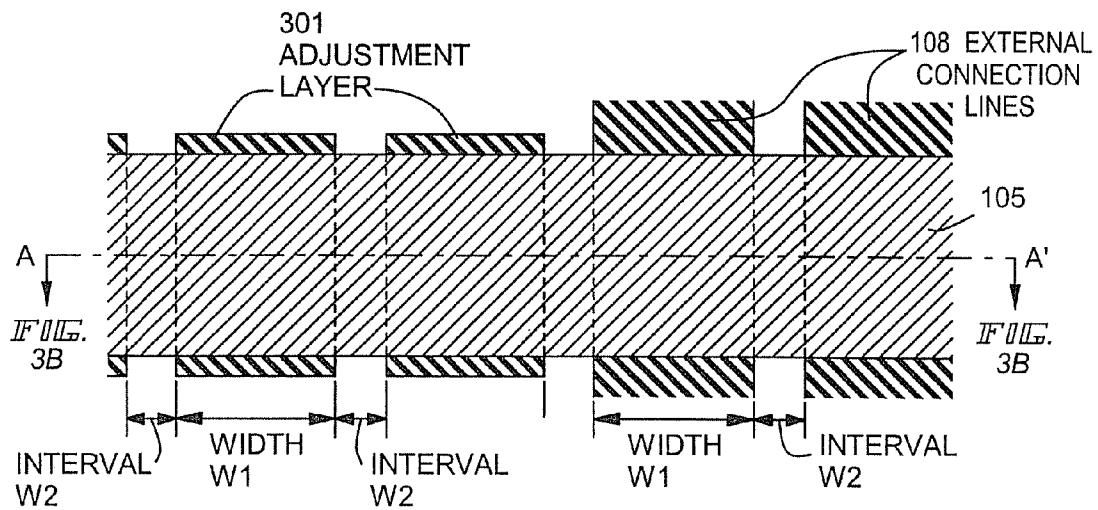 301
ADJUSTMENT
LAYER
108 EXTERNAL
CONNECTION
LINES
105
A
A'
FIG.
3B
FIG.
3B
INTERVAL
W2
WIDTH
W1
INTERVAL
W2
WIDTH
W1
INTERVAL
W2